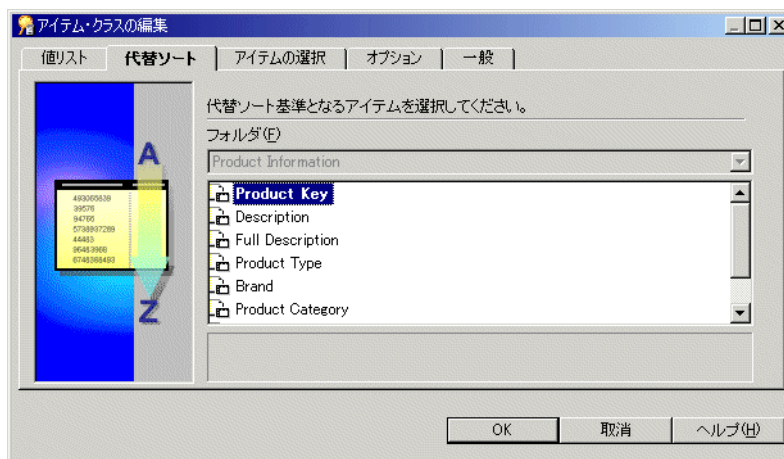 アイテム・クラスの編集
値リスト 代替ソート アイテムの選択 オプション 一般
代替ソート基準となるアイテムを選択してください。
フォルダ(F)
Product Information
A
Product Key
Description
Full Description
Product Type
Brand
Product Category
39576
94766
44483
Z
OK 取消 ヘルプ(H)